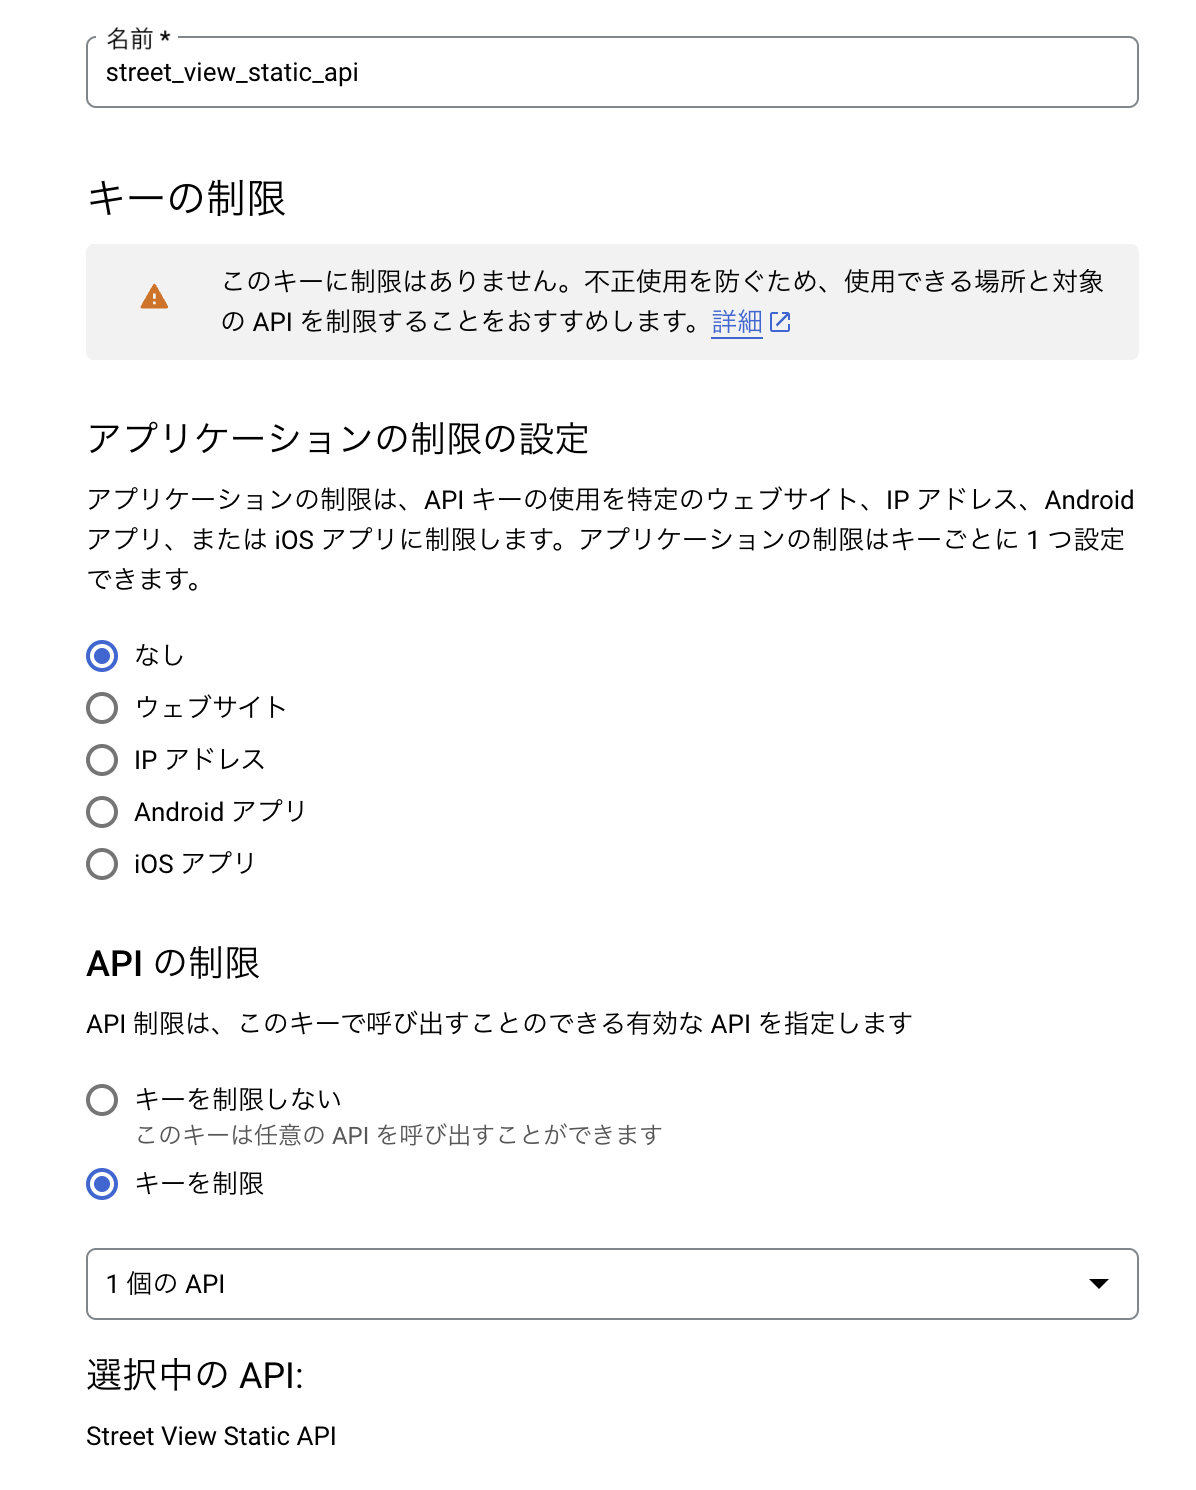 名前 *
street_view_static_api
キーの制限
このキーに制限はありません。不正使用を防ぐため、使用できる場所と対象
の API を制限することをおすすめします。詳細
アプリケーションの制限の設定
アプリケーションの制限は、API キーの使用を特定のウェブサイト、IP アドレス、Android
アプリ、または iOS アプリに制限します。アプリケーションの制限はキーごとに 1 つ設定
できます。
なし
ウェブサイト
IP アドレス
Android アプリ
iOS アプリ
API の制限
API 制限は、このキーで呼び出すことのできる有効な API を指定します
キーを制限しない
このキーは任意の API を呼び出すことができます
キーを制限
1 個の API
選択中の API:
Street View Static API